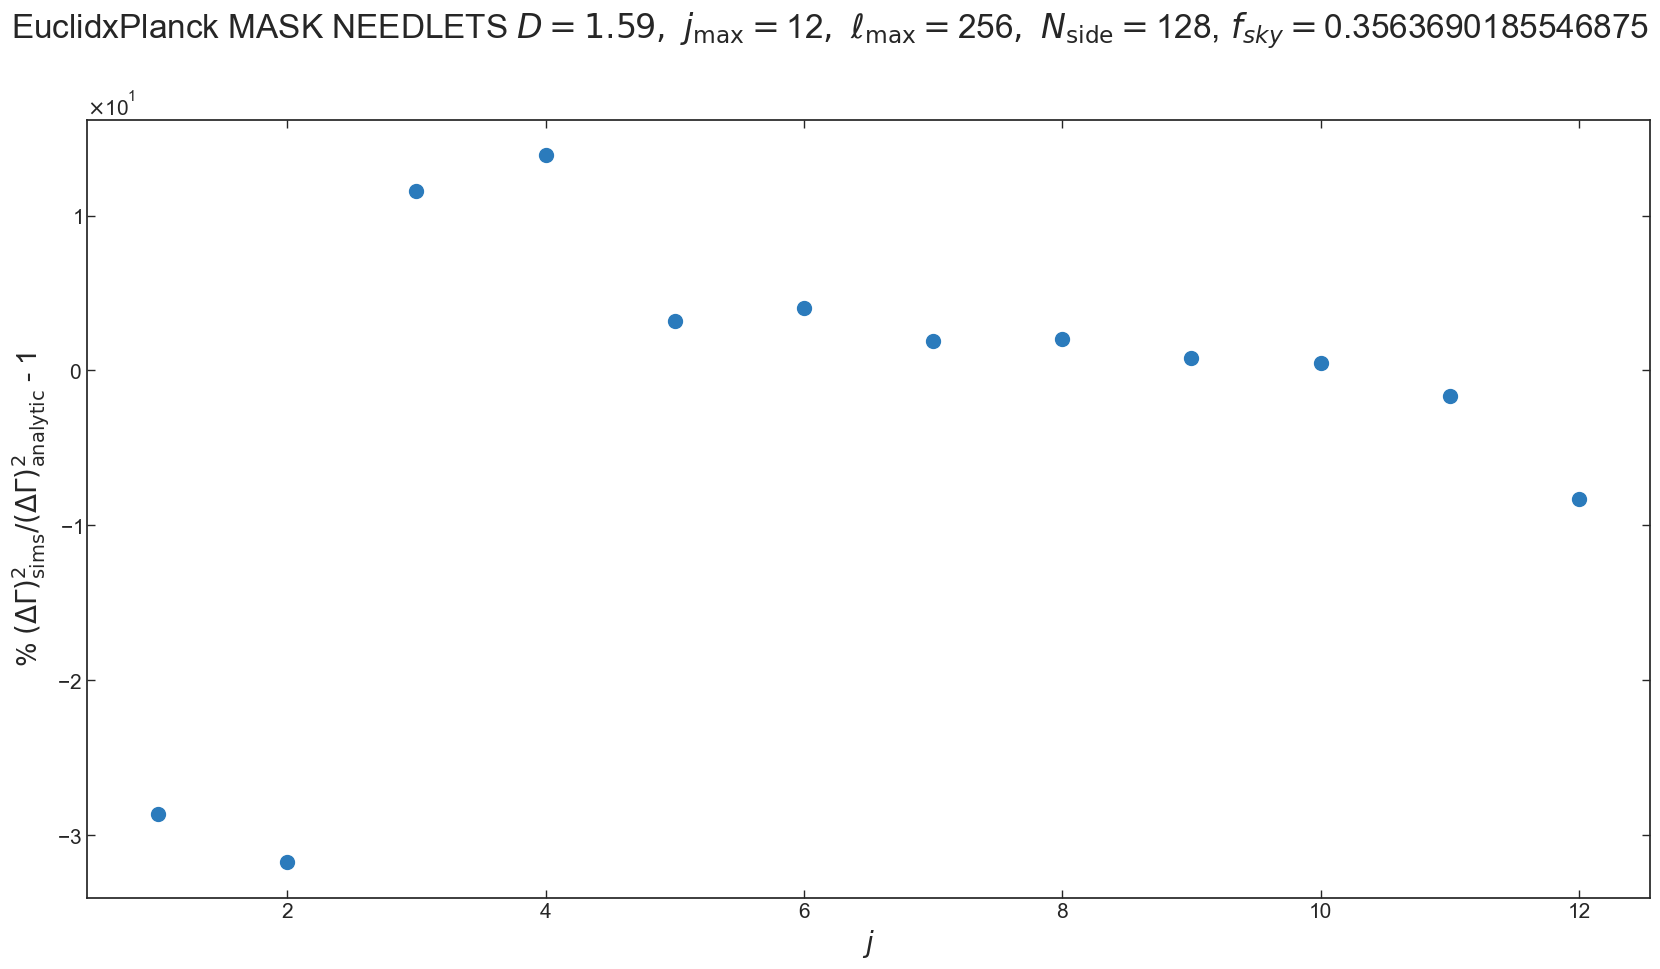 EuclidxPlanck MASK NEEDLETS D = 1.59, j_max = 12, ℓ_max = 256, N_side = 128, f_sky = 0.3563690185546875
×10^1
1
0
−1
−2
−3
% (ΔΓ)^2_sims/(ΔΓ)^2_analytic - 1
2 4 6 8 10 12
j